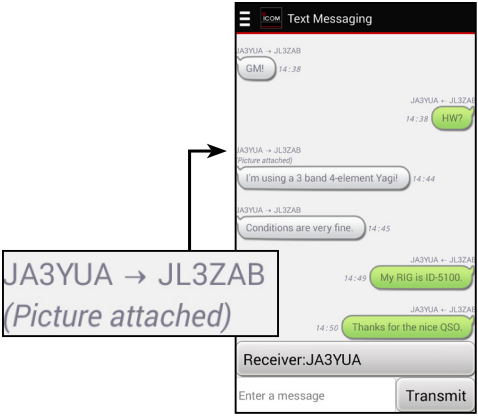 ICOM Text Messaging
JA3YUA → JL3ZAB
GM! 14:38
JA3YUA ← JL3ZAB
14:38 HW?
JA3YUA → JL3ZAB
(Picture attached)
I'm using a 3 band 4-element Yagi! 14:44
JA3YUA → JL3ZAB
Conditions are very fine. 14:45
JA3YUA ← JL3ZAB
14:49 My RIG is ID-5100.
JA3YUA ← JL3ZAB
14:50 Thanks for the nice QSO.
Receiver:JA3YUA
Enter a message Transmit
JA3YUA → JL3ZAB
(Picture attached)